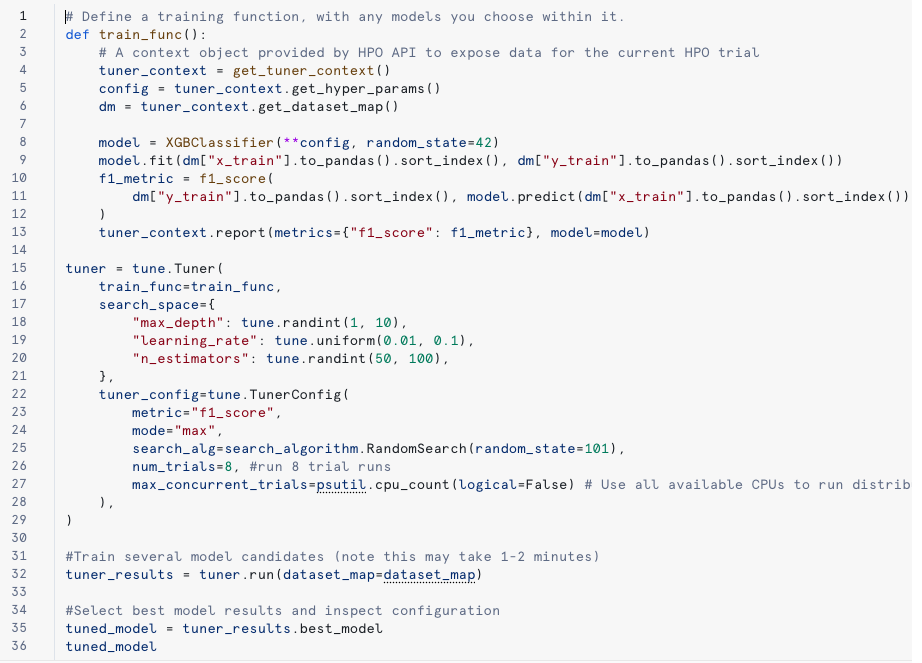 1 # Define a training function, with any models you choose within it.
2 def train_func():
3     # A context object provided by HPO API to expose data for the current HPO trial
4     tuner_context = get_tuner_context()
5     config = tuner_context.get_hyper_params()
6     dm = tuner_context.get_dataset_map()
7
8     model = XGBClassifier(**config, random_state=42)
9     model.fit(dm["x_train"].to_pandas().sort_index(), dm["y_train"].to_pandas().sort_index())
10     f1_metric = f1_score(
11         dm["y_train"].to_pandas().sort_index(), model.predict(dm["x_train"].to_pandas().sort_index())
12     )
13     tuner_context.report(metrics={"f1_score": f1_metric}, model=model)
14
15 tuner = tune.Tuner(
16     train_func=train_func,
17     search_space={
18         "max_depth": tune.randint(1, 10),
19         "learning_rate": tune.uniform(0.01, 0.1),
20         "n_estimators": tune.randint(50, 100),
21     },
22     tuner_config=tune.TunerConfig(
23         metric="f1_score",
24         mode="max",
25         search_alg=search_algorithm.RandomSearch(random_state=101),
26         num_trials=8, #run 8 trial runs
27         max_concurrent_trials=psutil.cpu_count(logical=False) # Use all available CPUs to run distrib
28     ),
29 )
30
31 #Train several model candidates (note this may take 1-2 minutes)
32 tuner_results = tuner.run(dataset_map=dataset_map)
33
34 #Select best model results and inspect configuration
35 tuned_model = tuner_results.best_model
36 tuned_model